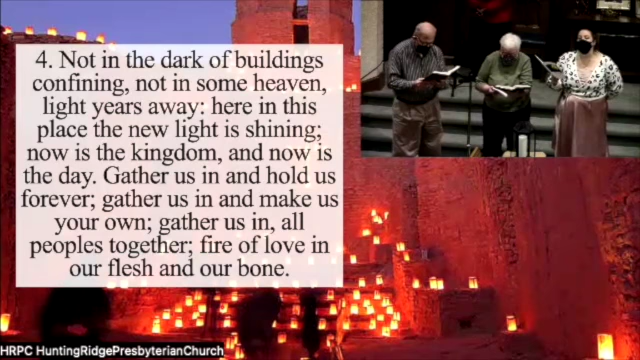 4. Not in the dark of buildings
confining, not in some heaven,
light years away: here in this
place the new light is shining;
now is the kingdom, and now is
the day. Gather us in and hold us
forever; gather us in and make us
your own; gather us in, all
peoples together; fire of love in
our flesh and our bone.
HRPC HuntingRidgePresbyterianChurch